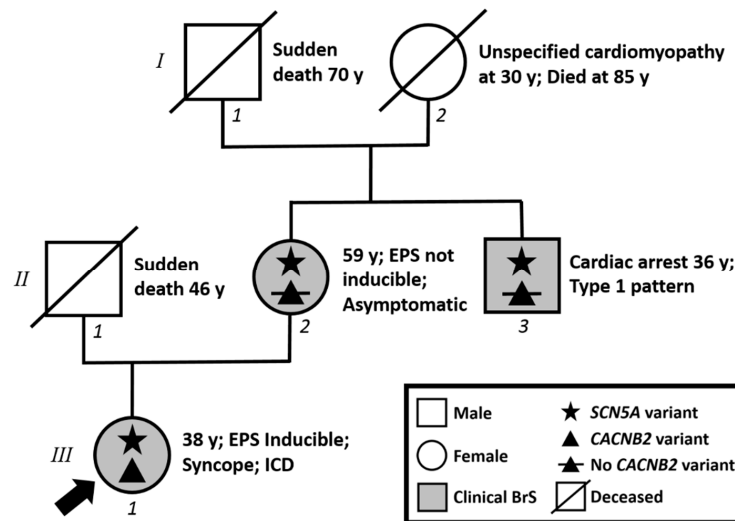 I
Sudden
death 70 y
1
Unspecified cardiomyopathy
at 30 y; Died at 85 y
2
II
Sudden
death 46 y
1
59 y; EPS not
inducible;
Asymptomatic
2
Cardiac arrest 36 y;
Type 1 pattern
3
III
38 y; EPS Inducible;
Syncope; ICD
1
Male
Female
Clinical BrS
SCN5A variant
CACNB2 variant
No CACNB2 variant
Deceased